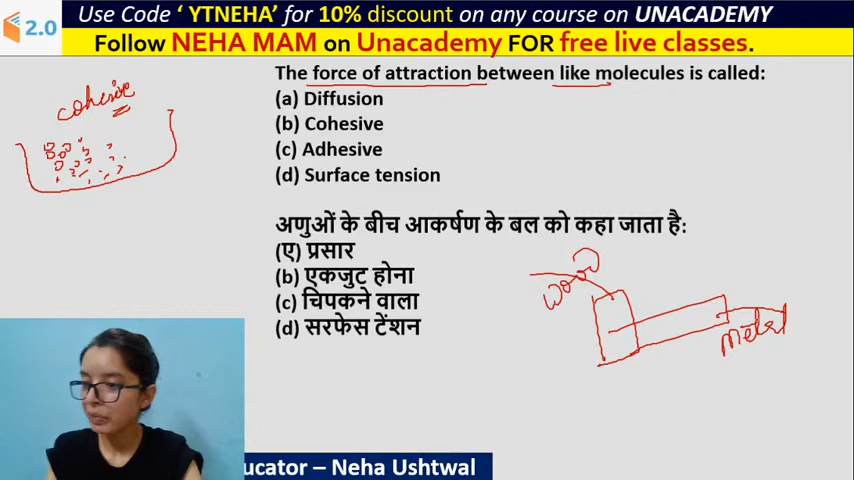 Use Code ‘ YTNEHA’ for 10% discount on any course on UNACADEMY
2.0
Follow NEHA MAM on Unacademy FOR free live classes.
cohesive
The force of attraction between like molecules is called:
(a) Diffusion
(b) Cohesive
(c) Adhesive
(d) Surface tension
अणुओं के बीच आकर्षण के बल को कहा जाता है:
(ए) प्रसार
(b) एकजुट होना
(c) चिपकने वाला
(d) सरफेस टेंशन
wood
metal
ucator – Neha Ushtwal